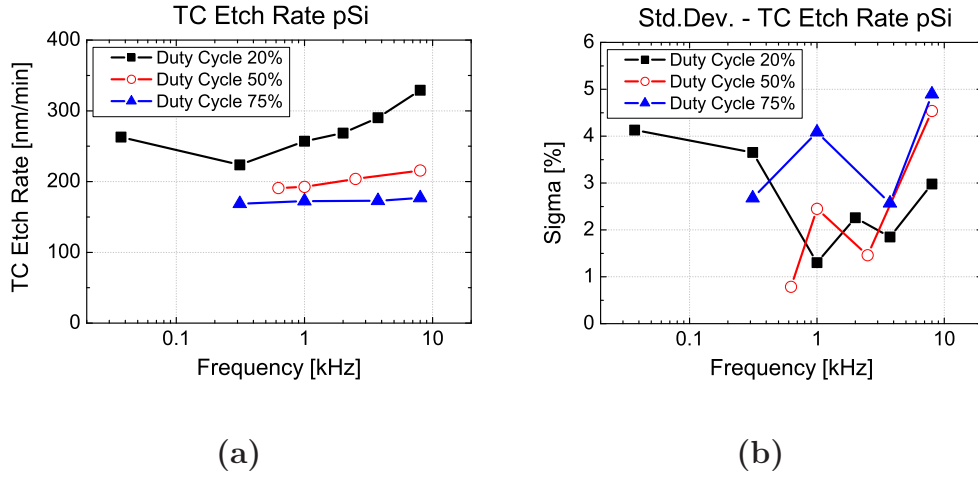 TC Etch Rate pSi
400
300
200
100
0
TC Etch Rate [nm/min]
Duty Cycle 20%
Duty Cycle 50%
Duty Cycle 75%
0.1
1
10
Frequency [kHz]
(a)
Std.Dev. - TC Etch Rate pSi
6
5
4
3
2
1
0
Sigma [%]
Duty Cycle 20%
Duty Cycle 50%
Duty Cycle 75%
0.1
1
10
Frequency [kHz]
(b)